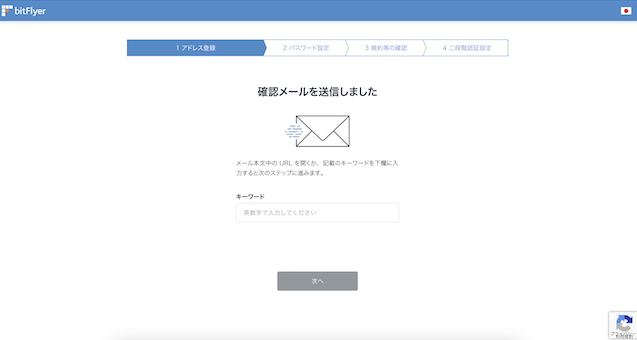 bitFlyer
1 アドレス登録
2 パスワード設定
3 規約等の確認
4 二段階認証設定
確認メールを送信しました
メール本文中の URL を開くか、記載のキーワードを下欄に入
力すると次のステップに進みます。
キーワード
英数字で入力してください
次へ